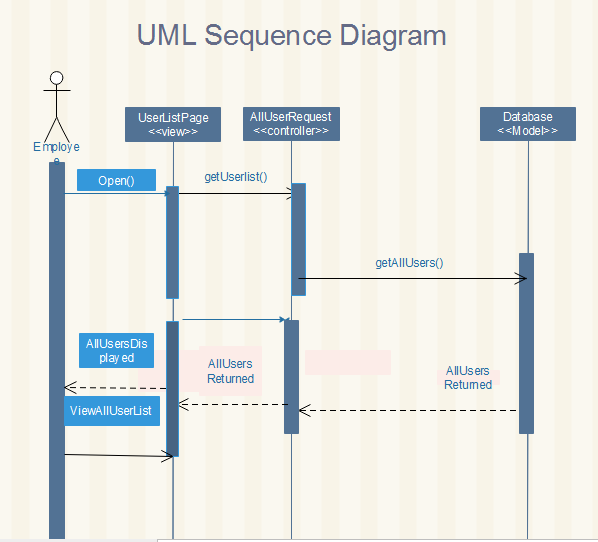 UML Sequence Diagram
UserListPage
<<view>>
AllUserRequest
<<controller>>
Database
<<Model>>
Employe
e
Open()
getUserlist()
getAllUsers()
AllUsersDis
played
AllUsers
Returned
AllUsers
Returned
ViewAllUserList